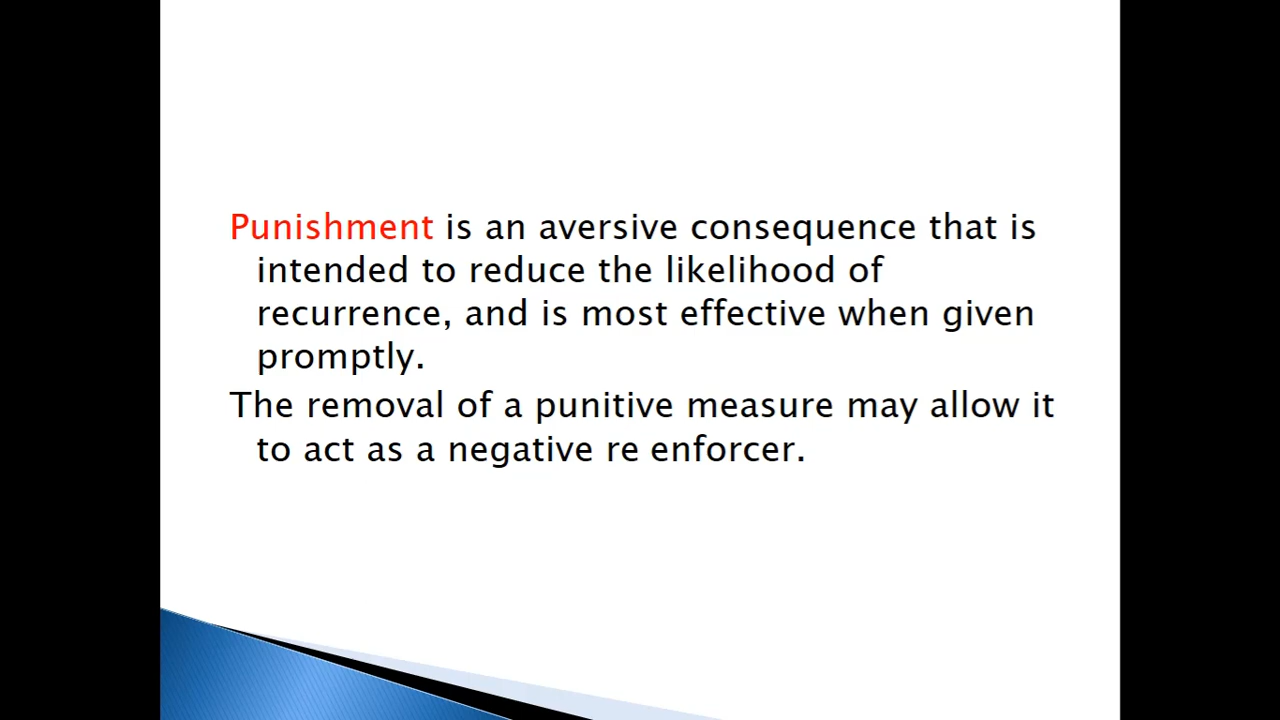 Punishment is an aversive consequence that is
intended to reduce the likelihood of
recurrence, and is most effective when given
promptly.
The removal of a punitive measure may allow it
to act as a negative re enforcer.